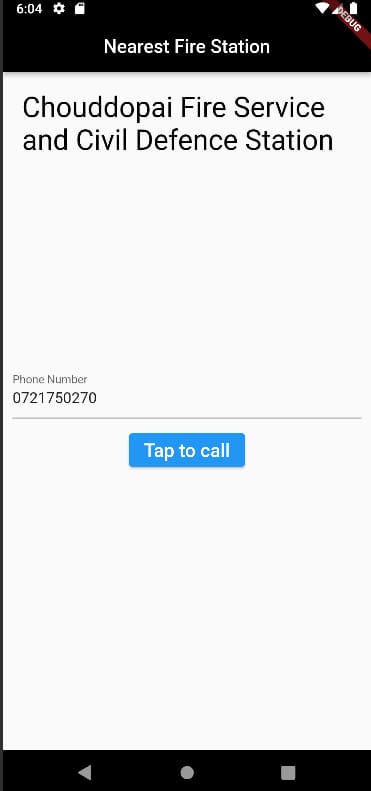 6:04
DEBUG
Nearest Fire Station
Chouddopai Fire Service
and Civil Defence Station
Phone Number
0721750270
Tap to call